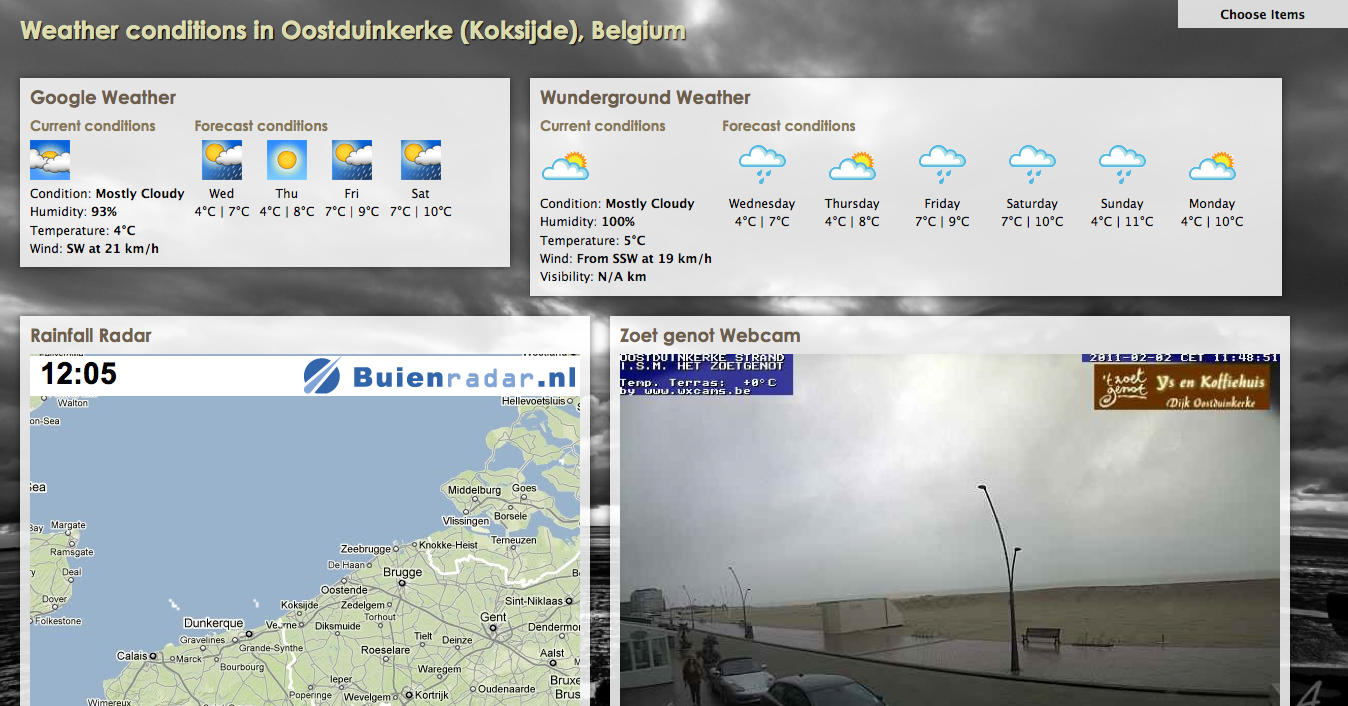 Choose Items
Weather conditions in Oostduinkerke (Koksijde), Belgium
Google Weather
Current conditions
Forecast conditions
Condition: Mostly Cloudy
Humidity: 93%
Temperature: 4°C
Wind: SW at 21 km/h
Wed Thu Fri Sat
4°C | 7°C 4°C | 8°C 7°C | 9°C 7°C | 10°C
Wunderground Weather
Current conditions
Forecast conditions
Condition: Mostly Cloudy
Humidity: 100%
Temperature: 5°C
Wind: From SSW at 19 km/h
Visibility: N/A km
Wednesday Thursday Friday Saturday Sunday Monday
4°C | 7°C 4°C | 8°C 7°C | 9°C 7°C | 10°C 4°C | 11°C 4°C | 10°C
Rainfall Radar
12:05
Buienradar.nl
Walton
Hellevoetsluis
on-Sea
Sea
Middelburg
Goes
Bay
Margate
Vlissingen
Borsele
Ramsgate
Zeebrugge
Knokke-Heist
Terneuzen
De Haan
Deal
Brugge
Oostende
Dover
Koksijde
Zedelgem
Sint-Niklaas
Folkestone
Dunkerque
Veurne
Diksmuide
Torhout
Gent
Dendermon
Gravelines
Grande-Synthe
Tielt
Deinze
Calais
Marck
Roeselare
Aalst
Bourbourg
Waregem
Ieper
Bruxe
Poperinge
Wevelgem
Kortrijk
Oudenaarde
Brus
Wimereux
Zoet genot Webcam
OOSTDUINKERKE STRAND
I.S.M. HET ZOETGENOT
Temp. Terras: +0°C
by www.wxcams.be
2011-02-02 CET 11:48:51
't zoet
genot
Ys en Koffiehuis
Dijk Oostduinkerke